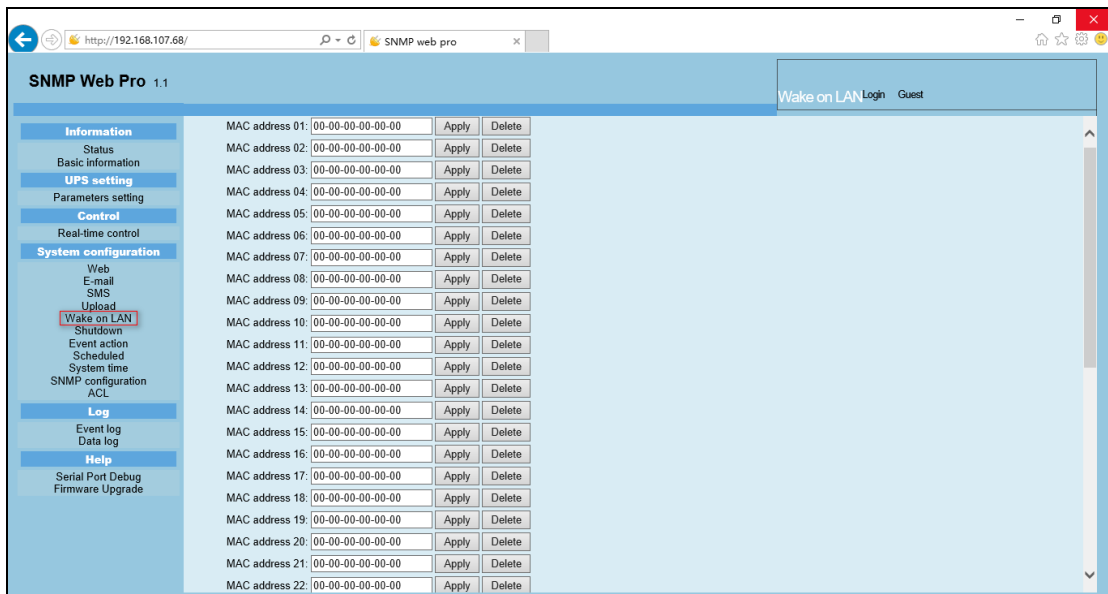 http://192.168.107.68/
SNMP web pro
SNMP Web Pro 1.1
Wake on LAN Login Guest
Information
Status
Basic information
UPS setting
Parameters setting
Control
Real-time control
System configuration
Web
E-mail
SMS
Upload
Wake on LAN
Shutdown
Event action
Scheduled
System time
SNMP configuration
ACL
Log
Event log
Data log
Help
Serial Port Debug
Firmware Upgrade
MAC address 01: 00-00-00-00-00-00 Apply Delete
MAC address 02: 00-00-00-00-00-00 Apply Delete
MAC address 03: 00-00-00-00-00-00 Apply Delete
MAC address 04: 00-00-00-00-00-00 Apply Delete
MAC address 05: 00-00-00-00-00-00 Apply Delete
MAC address 06: 00-00-00-00-00-00 Apply Delete
MAC address 07: 00-00-00-00-00-00 Apply Delete
MAC address 08: 00-00-00-00-00-00 Apply Delete
MAC address 09: 00-00-00-00-00-00 Apply Delete
MAC address 10: 00-00-00-00-00-00 Apply Delete
MAC address 11: 00-00-00-00-00-00 Apply Delete
MAC address 12: 00-00-00-00-00-00 Apply Delete
MAC address 13: 00-00-00-00-00-00 Apply Delete
MAC address 14: 00-00-00-00-00-00 Apply Delete
MAC address 15: 00-00-00-00-00-00 Apply Delete
MAC address 16: 00-00-00-00-00-00 Apply Delete
MAC address 17: 00-00-00-00-00-00 Apply Delete
MAC address 18: 00-00-00-00-00-00 Apply Delete
MAC address 19: 00-00-00-00-00-00 Apply Delete
MAC address 20: 00-00-00-00-00-00 Apply Delete
MAC address 21: 00-00-00-00-00-00 Apply Delete
MAC address 22: 00-00-00-00-00-00 Apply Delete